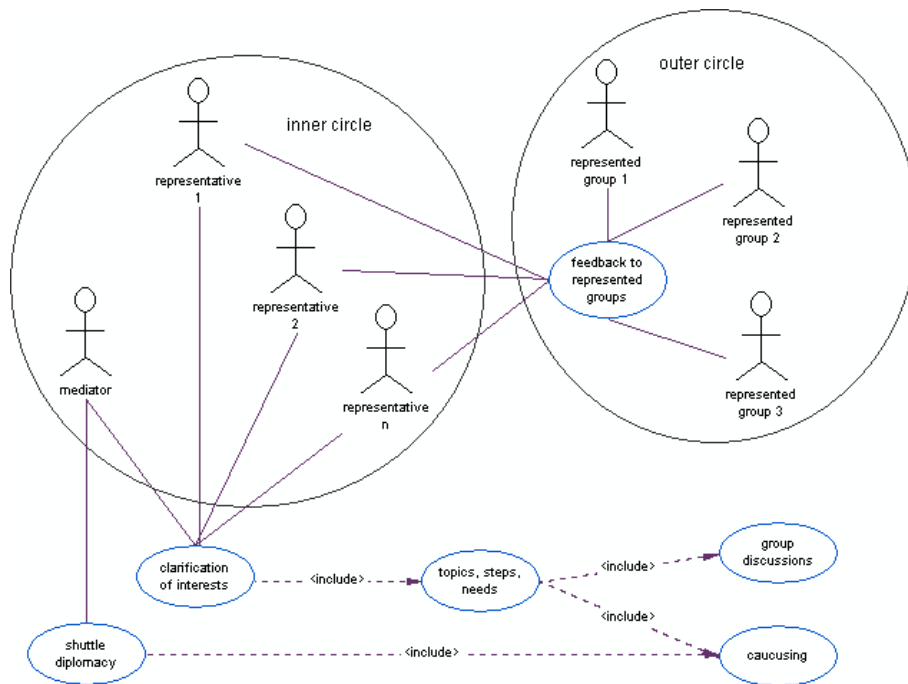 outer circle
inner circle
representative
1
represented
group 1
represented
group 2
representative
2
feedback to
represented
groups
mediator
representative
n
represented
group 3
clarification
of interests
<include>
topics, steps,
needs
<include>
group
discussions
<include>
shuttle
diplomacy
<include>
caucusing